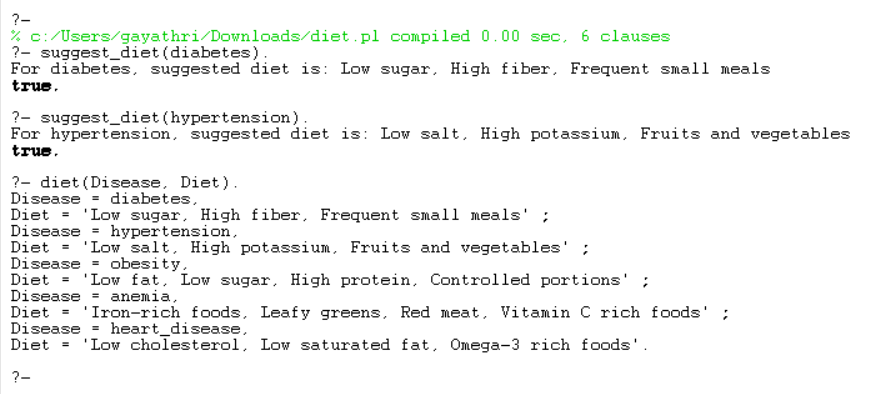 ?-
% c:/Users/gayathri/Downloads/diet.pl compiled 0.00 sec, 6 clauses
?- suggest_diet(diabetes).
For diabetes, suggested diet is: Low sugar, High fiber, Frequent small meals
true.
?- suggest_diet(hypertension).
For hypertension, suggested diet is: Low salt, High potassium, Fruits and vegetables
true.
?- diet(Disease, Diet).
Disease = diabetes,
Diet = 'Low sugar, High fiber, Frequent small meals' ;
Disease = hypertension,
Diet = 'Low salt, High potassium, Fruits and vegetables' ;
Disease = obesity,
Diet = 'Low fat, Low sugar, High protein, Controlled portions' ;
Disease = anemia,
Diet = 'Iron-rich foods, Leafy greens, Red meat, Vitamin C rich foods' ;
Disease = heart_disease,
Diet = 'Low cholesterol, Low saturated fat, Omega-3 rich foods'.
?-